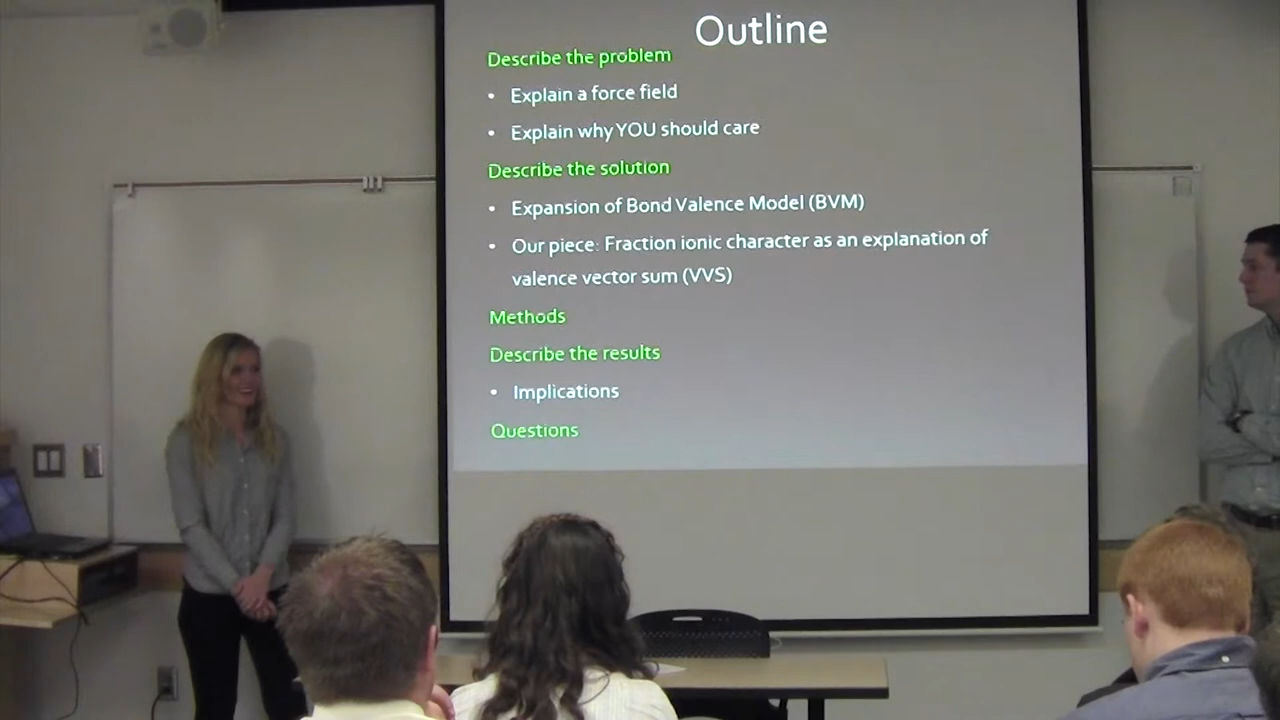 Outline
Describe the problem
• Explain a force field
• Explain why YOU should care
Describe the solution
• Expansion of Bond Valence Model (BVM)
• Our piece: Fraction ionic character as an explanation of
valence vector sum (VVS)
Methods
Describe the results
• Implications
Questions